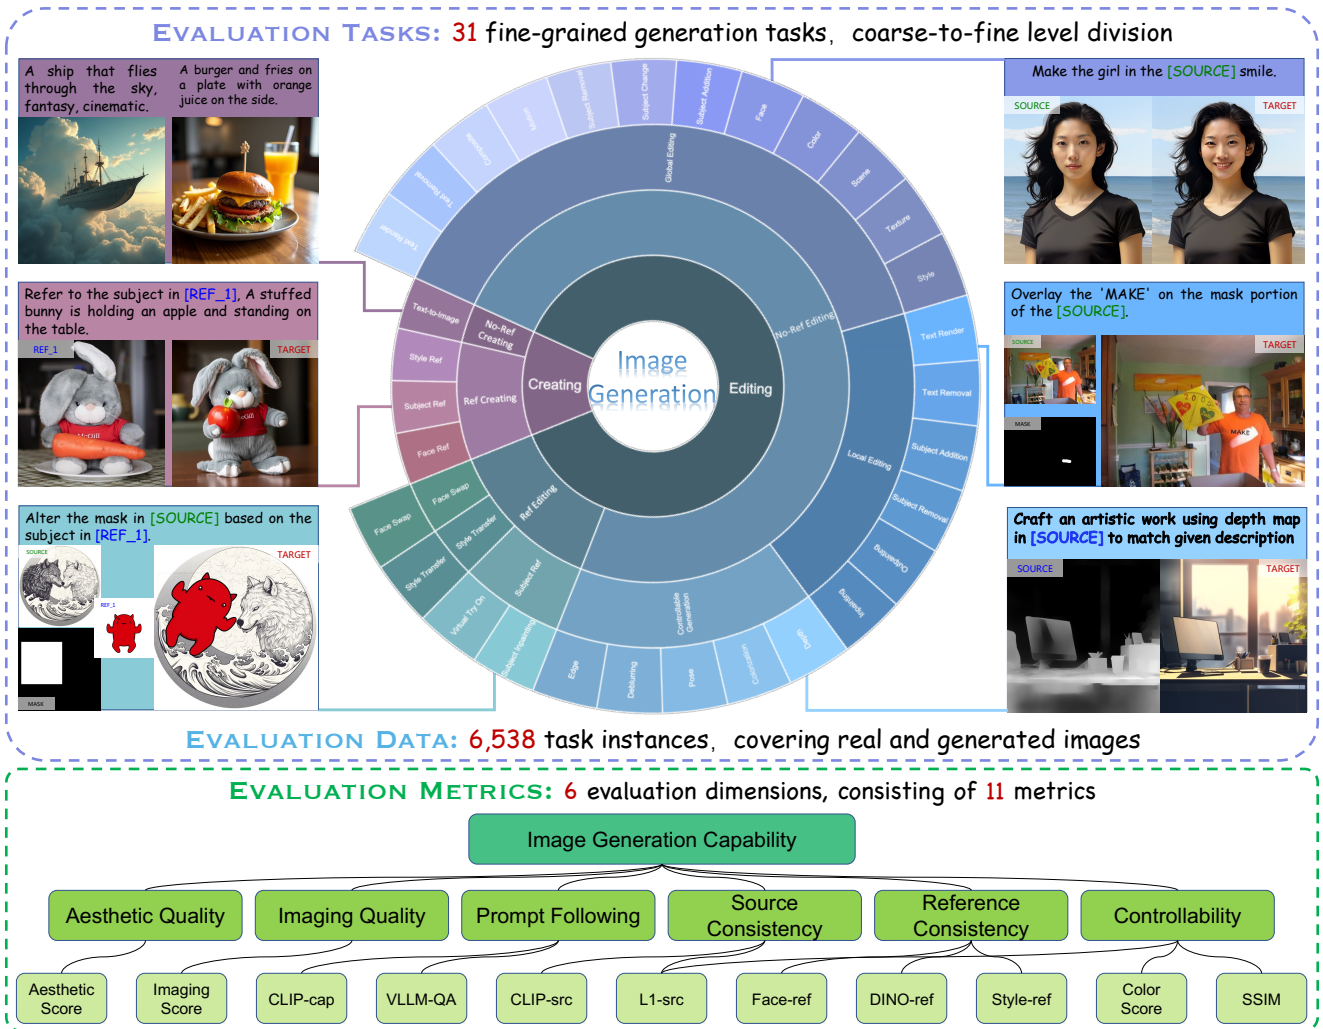 EVALUATION TASKS: 31 fine-grained generation tasks, coarse-to-fine level division
A ship that flies
through the sky,
fantasy, cinematic.
A burger and fries on
a plate with orange
juice on the side.
Refer to the subject in [REF_1], A stuffed
bunny is holding an apple and standing on
the table.
REF_1
TARGET
McGill
Alter the mask in [SOURCE] based on the
subject in [REF_1].
SOURCE
REF_1
MASK
TARGET
Image
Generation
Creating
Editing
No-Ref
Creating
Ref Creating
Ref Editing
No-Ref Editing
Text-to-Image
Style Ref
Subject Ref
Face Ref
Face Swap
Face Swap
Style Transfer
Style Transfer
Subject Ref
Virtual Try On
Subject Inpainting
Controllable
Generation
Edge
Deblurring
Pose
Colorization
Depth
Local Editing
Inpainting
Outpainting
Subject Removal
Subject Addition
Text Removal
Text Render
Global Editing
Style
Texture
Scene
Color
Face
Subject Addition
Subject Change
Subject Removal
Motion
Composite
Text Removal
Text Render
Make the girl in the [SOURCE] smile.
SOURCE
TARGET
Overlay the 'MAKE' on the mask portion
of the [SOURCE].
SOURCE
MASK
TARGET
MAKE
Craft an artistic work using depth map
in [SOURCE] to match given description
SOURCE
TARGET
EVALUATION DATA: 6,538 task instances, covering real and generated images
EVALUATION METRICS: 6 evaluation dimensions, consisting of 11 metrics
Image Generation Capability
Aesthetic Quality
Imaging Quality
Prompt Following
Source
Consistency
Reference
Consistency
Controllability
Aesthetic
Score
Imaging
Score
CLIP-cap
VLLM-QA
CLIP-src
L1-src
Face-ref
DINO-ref
Style-ref
Color
Score
SSIM